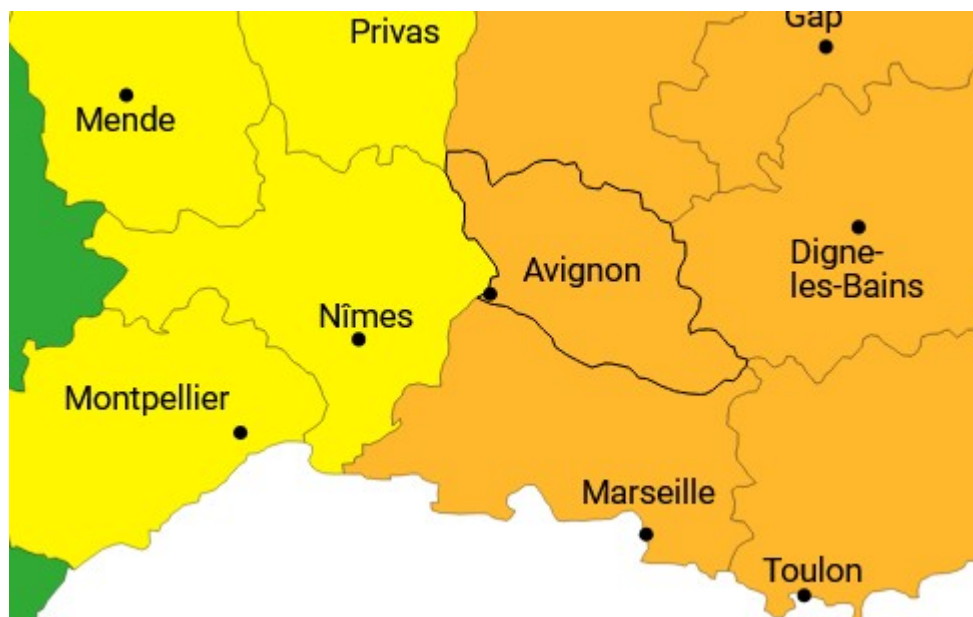 Gap
Privas
Mende
Digne-
les-Bains
Avignon
Nîmes
Montpellier
Marseille
Toulon